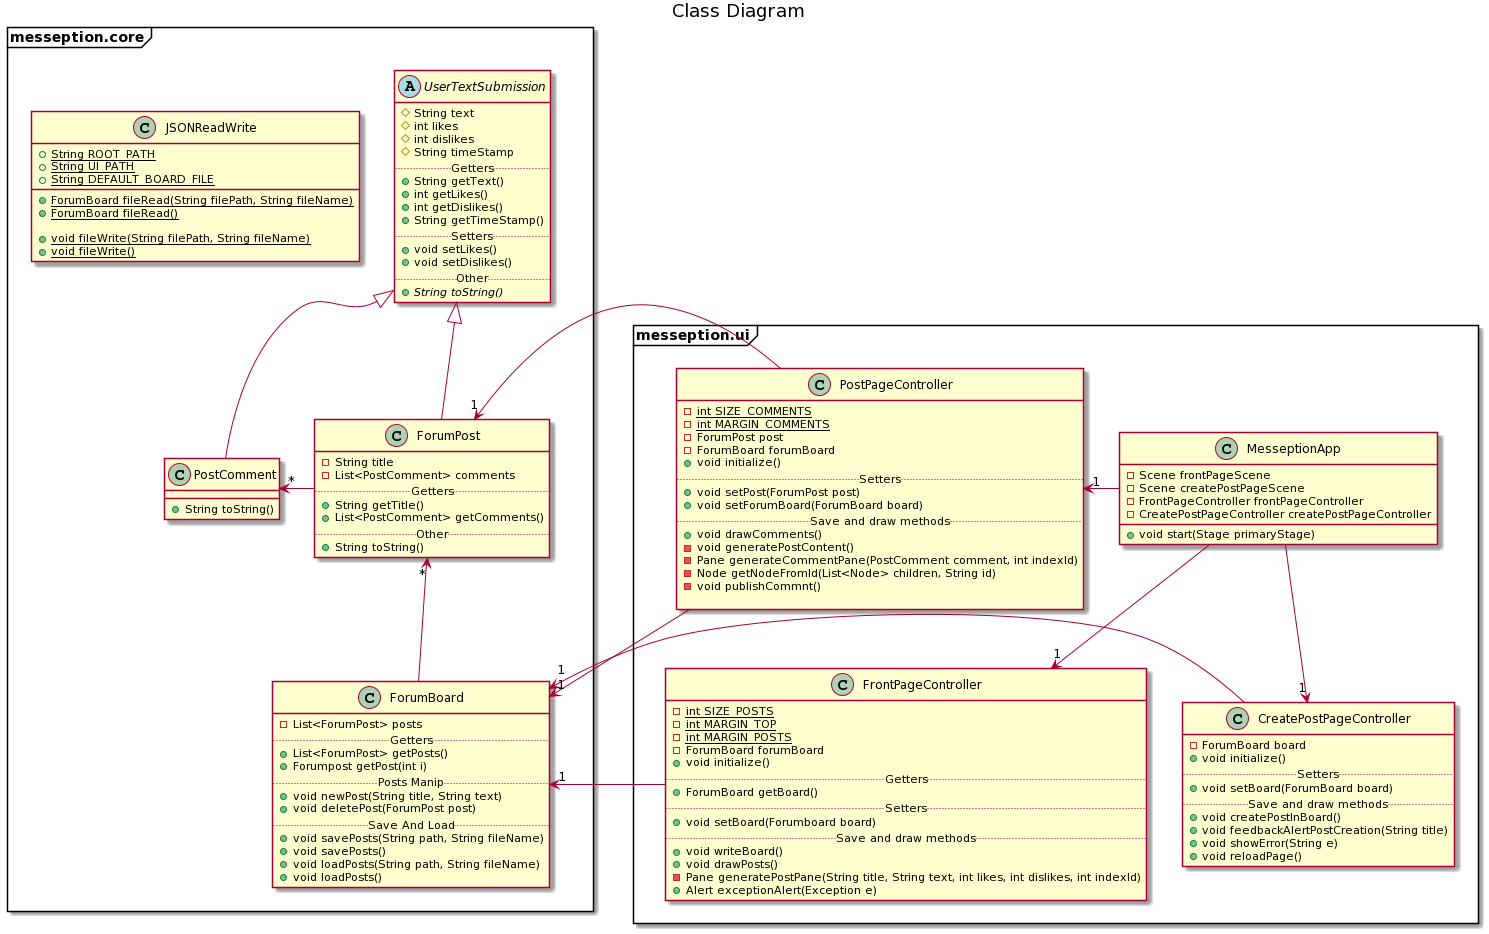 Class Diagram
messeption.core
UserTextSubmission
String text
int likes
int dislikes
String timeStamp
Getters
String getText()
int getLikes()
int getDislikes()
String getTimeStamp()
Setters
void setLikes()
void setDislikes()
Other
String toString()
JSONReadWrite
String ROOT_PATH
String UI_PATH
String DEFAULT_BOARD_FILE
ForumBoard fileRead(String filePath, String fileName)
ForumBoard fileRead()
void fileWrite(String filePath, String fileName)
void fileWrite()
1
ForumPost
String title
List<PostComment> comments
Getters
String getTitle()
List<PostComment> getComments()
Other
String toString()
PostComment
String toString()
*
*
ForumBoard
List<ForumPost> posts
Getters
List<ForumPost> getPosts()
Forumpost getPost(int i)
Posts Manip
void newPost(String title, String text)
void deletePost(ForumPost post)
Save And Load
void savePosts(String path, String fileName)
void savePosts()
void loadPosts(String path, String fileName)
void loadPosts()
1
1
1
messeption.ui
PostPageController
int SIZE_COMMENTS
int MARGIN_COMMENTS
ForumPost post
ForumBoard forumBoard
void initialize()
Setters
void setPost(ForumPost post)
void setForumBoard(ForumBoard board)
Save and draw methods
void drawComments()
void generatePostContent()
Pane generateCommentPane(PostComment comment, int indexId)
Node getNodeFromId(List<Node> children, String id)
void publishCommnt()
1
MesseptionApp
Scene frontPageScene
Scene createPostPageScene
FrontPageController frontPageController
CreatePostPageController createPostPageController
void start(Stage primaryStage)
1
1
FrontPageController
int SIZE_POSTS
int MARGIN_TOP
int MARGIN_POSTS
ForumBoard forumBoard
void initialize()
Getters
ForumBoard getBoard()
Setters
void setBoard(Forumboard board)
Save and draw methods
void writeBoard()
void drawPosts()
Pane generatePostPane(String title, String text, int likes, int dislikes, int indexId)
Alert exceptionAlert(Exception e)
CreatePostPageController
ForumBoard board
void initialize()
Setters
void setBoard(ForumBoard board)
Save and draw methods
void createPostInBoard()
void feedbackAlertPostCreation(String title)
void showError(String e)
void reloadPage()